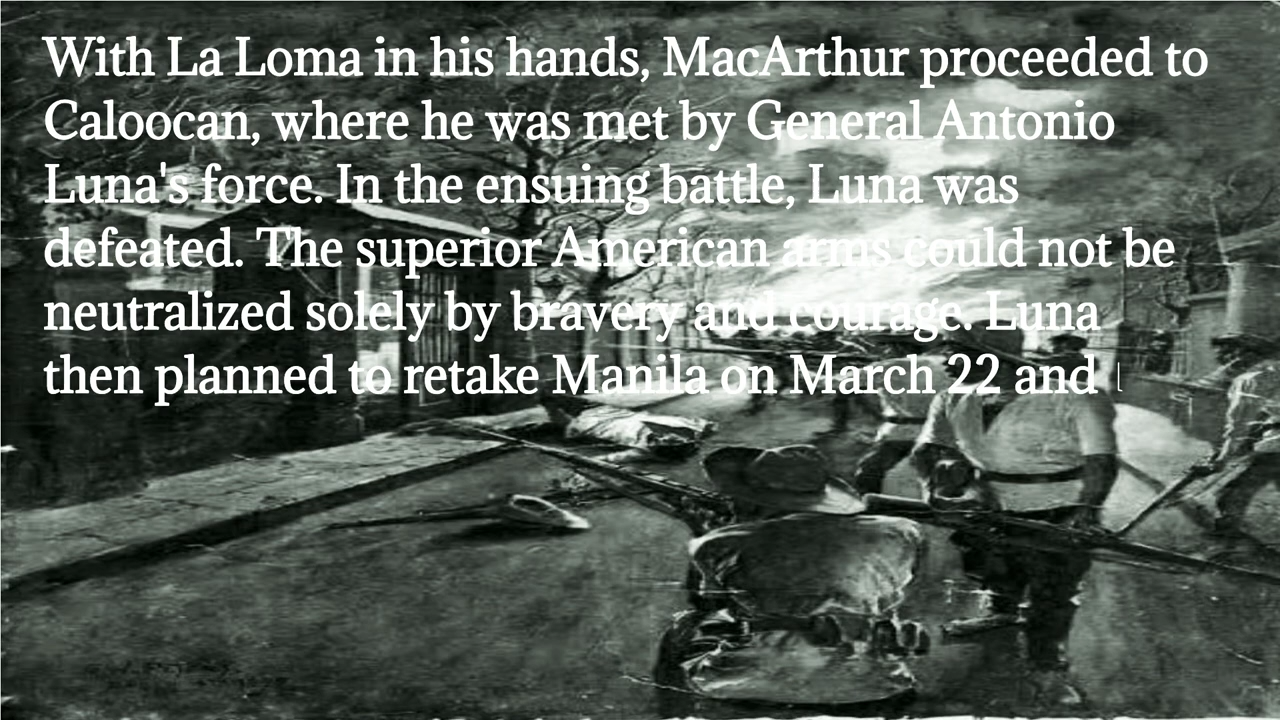 With La Loma in his hands, MacArthur proceeded to
Caloocan, where he was met by General Antonio
Luna's force. In the ensuing battle, Luna was
defeated. The superior American arms could not be
neutralized solely by bravery and courage. Luna
then planned to retake Manila on March 22 and